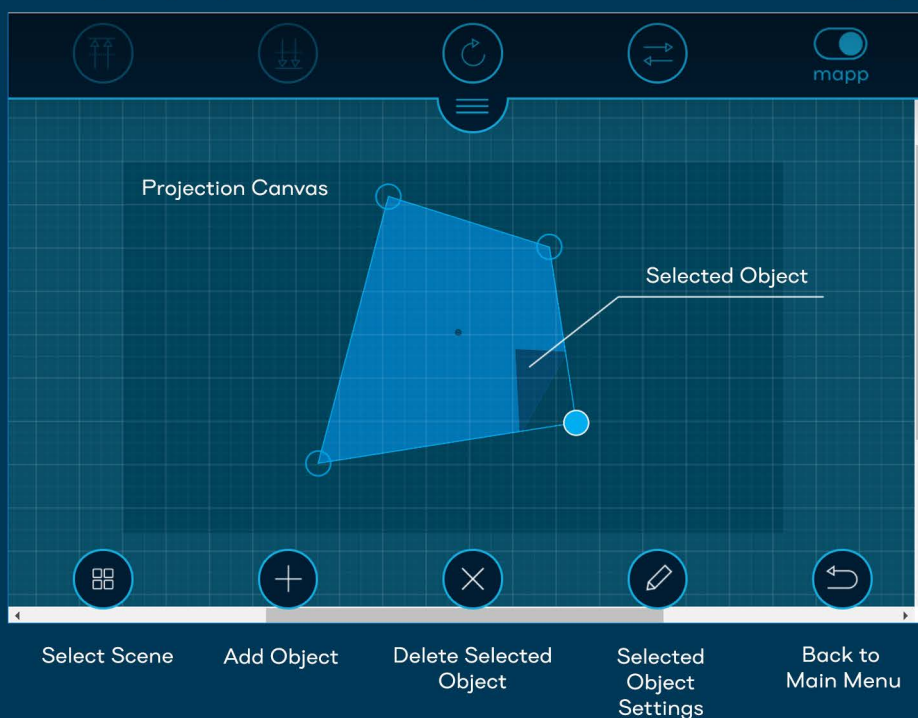 mapp
Projection Canvas
Selected Object
Select Scene
Add Object
Delete Selected
Object
Selected
Object
Settings
Back to
Main Menu